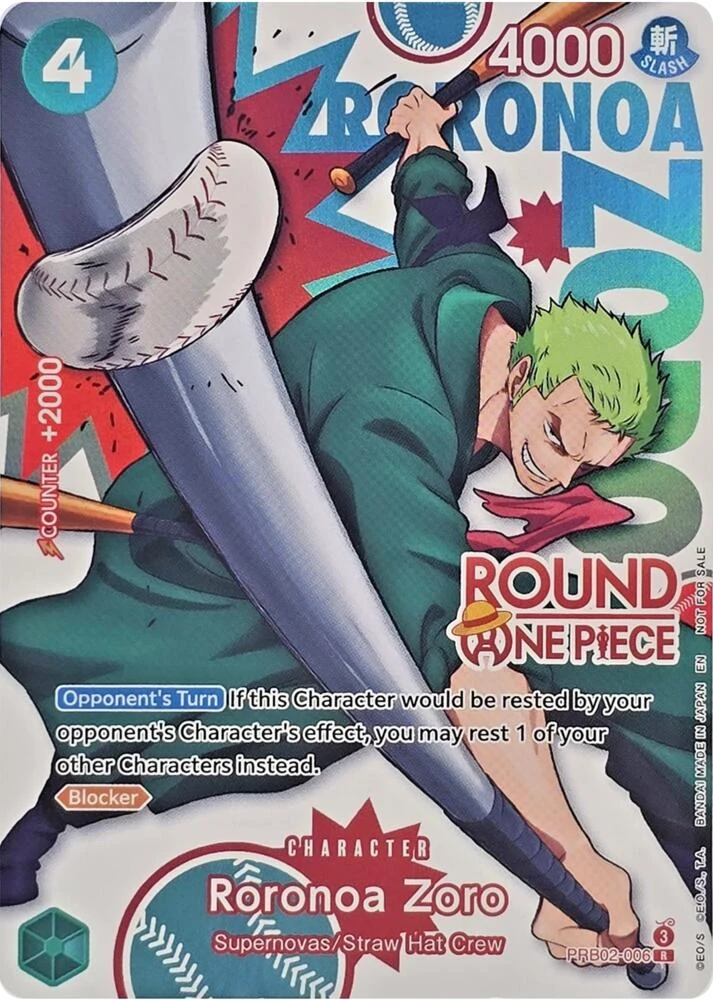 4
4000
斬
SLASH
RORONOA
ZORO
COUNTER +2000
ROUND
ONE PIECE
Opponent's Turn If this Character would be rested by your
opponent's Character's effect, you may rest 1 of your
other Characters instead.
Blocker
CHARACTER
Roronoa Zoro
Supernovas/Straw Hat Crew
PRB02-006 R
3
©EO/S ©E.O./S., T.A. BANDAI MADE IN JAPAN EN NOT FOR SALE